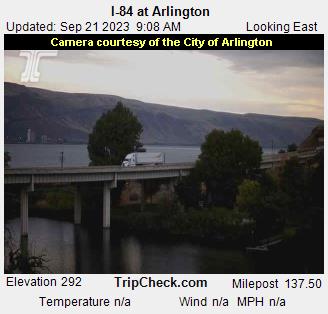 I-84 at Arlington
Updated: Sep 21 2023 9:08 AM Looking East
Camera courtesy of the City of Arlington
Elevation 292 TripCheck.com Milepost 137.50
Temperature n/a Wind n/a MPH n/a